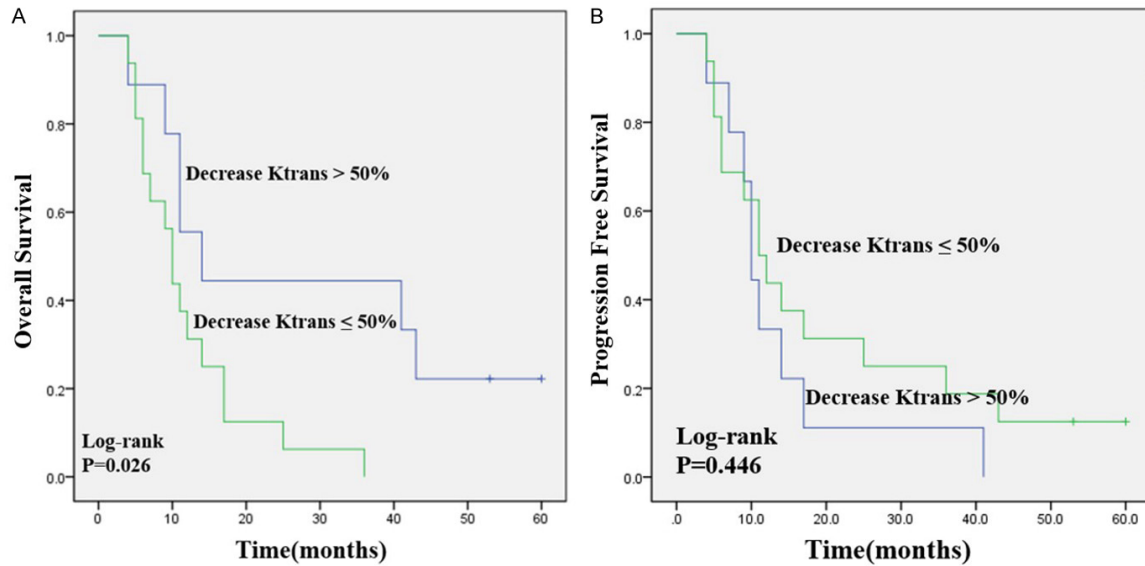 A
Overall Survival
1.0
0.8
0.6
0.4
0.2
0.0
Decrease Ktrans > 50%
Decrease Ktrans ≤ 50%
Log-rank
P=0.026
0 10 20 30 40 50 60
Time(months)
B
Progression Free Survival
1.0
0.8
0.6
0.4
0.2
0.0
Decrease Ktrans ≤ 50%
Decrease Ktrans > 50%
Log-rank
P=0.446
.0 10.0 20.0 30.0 40.0 50.0 60.0
Time(months)